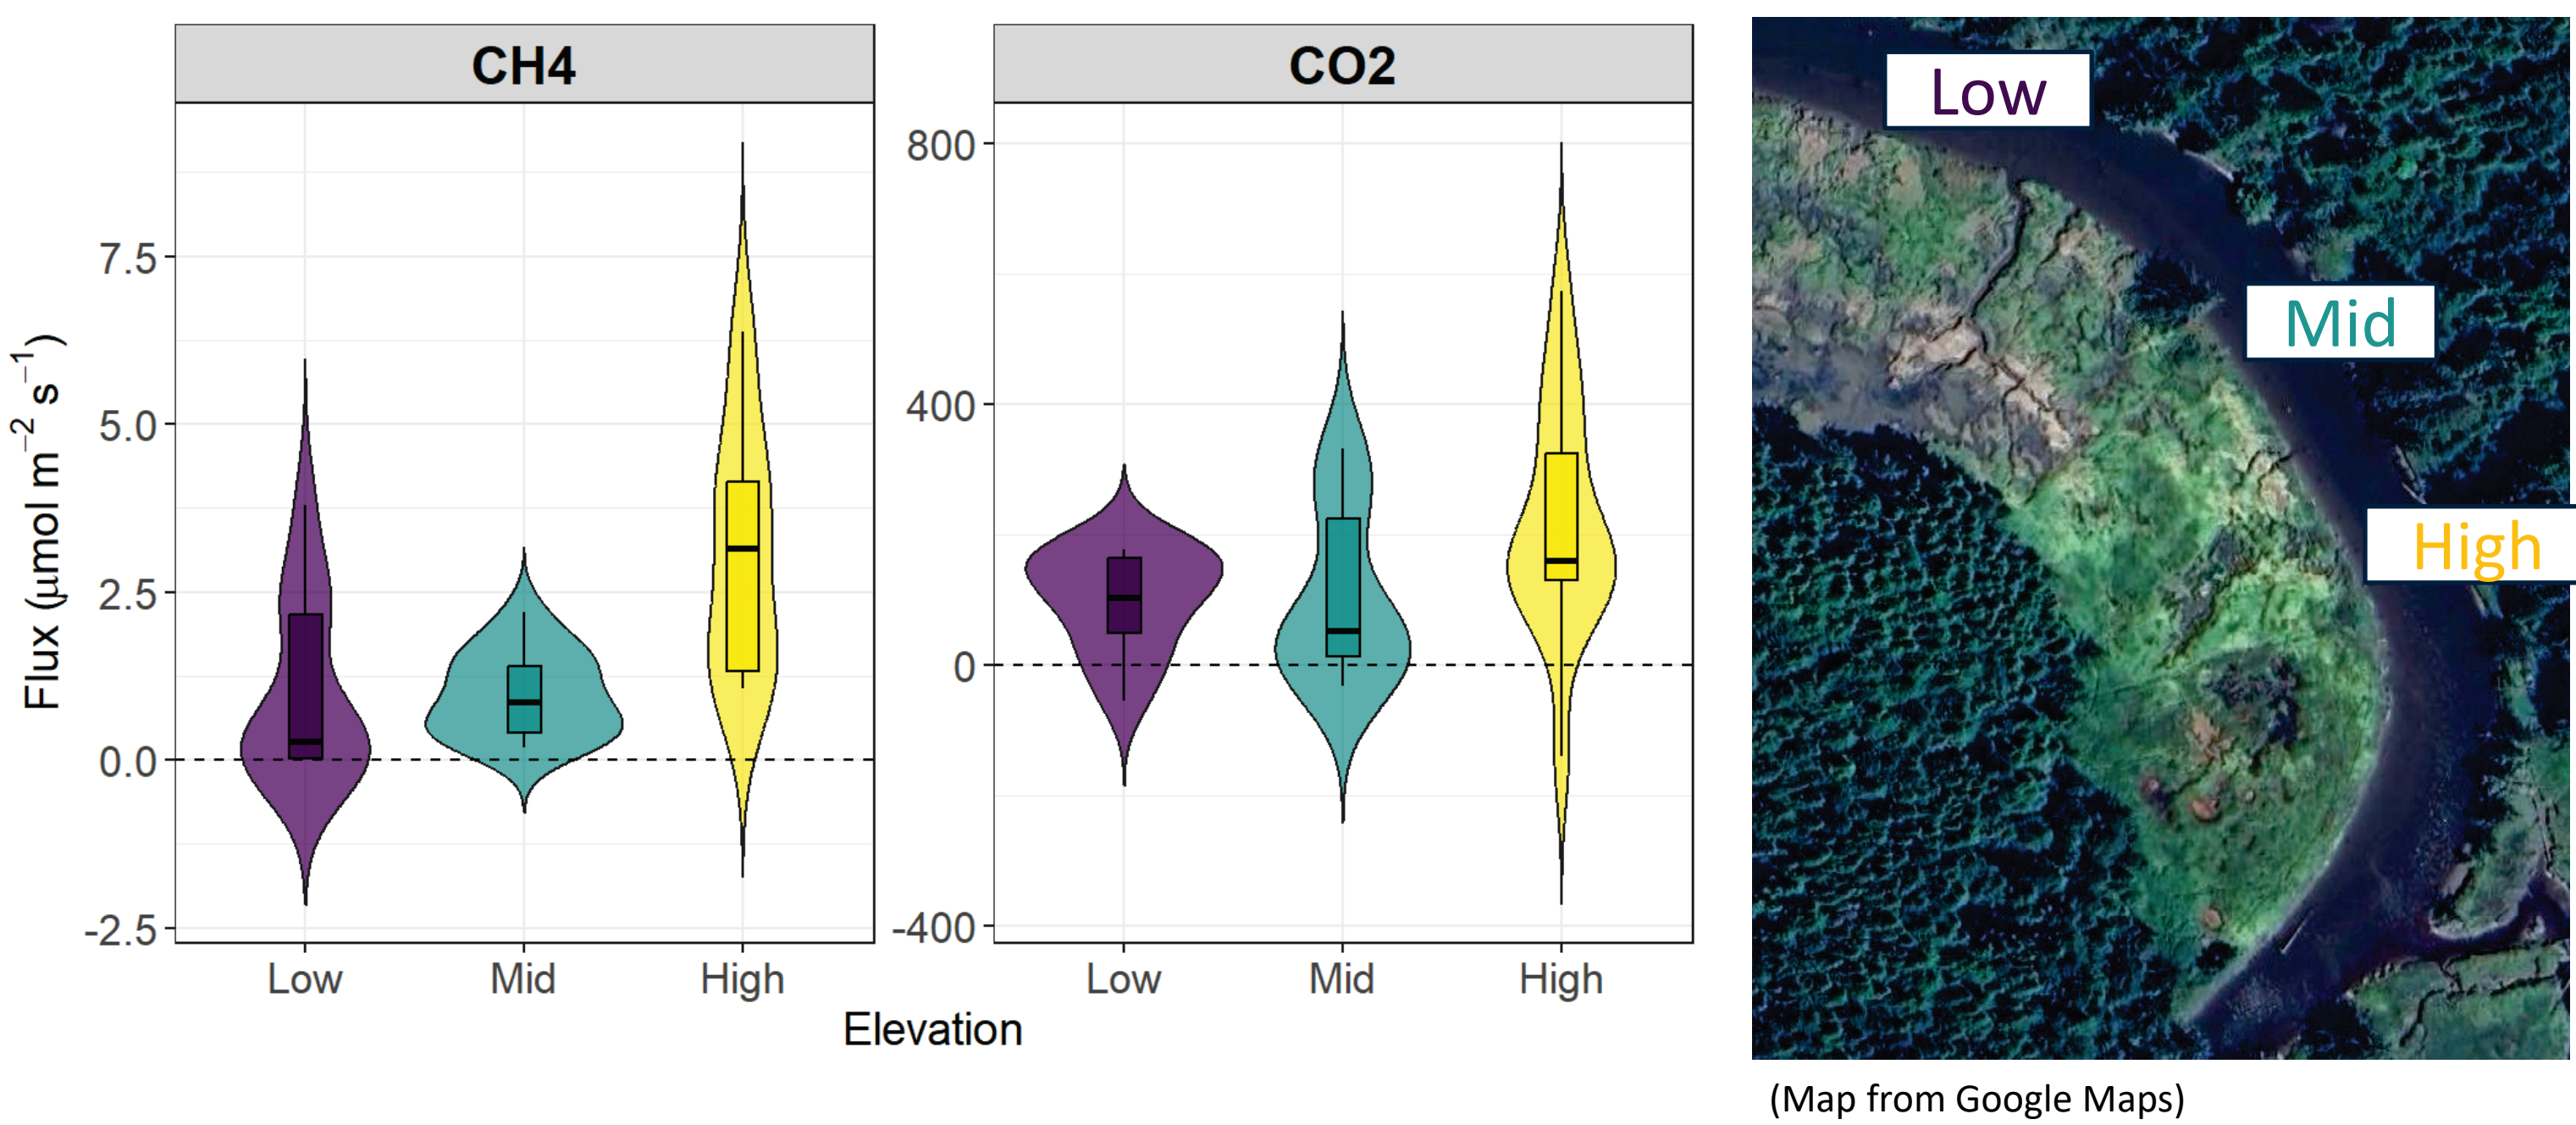 CH4
CO2
Flux (μmol m⁻² s⁻¹)
7.5
5.0
2.5
0.0
-2.5
800
400
0
-400
Low
Mid
High
Low
Mid
High
Elevation
Low
Mid
High
(Map from Google Maps)